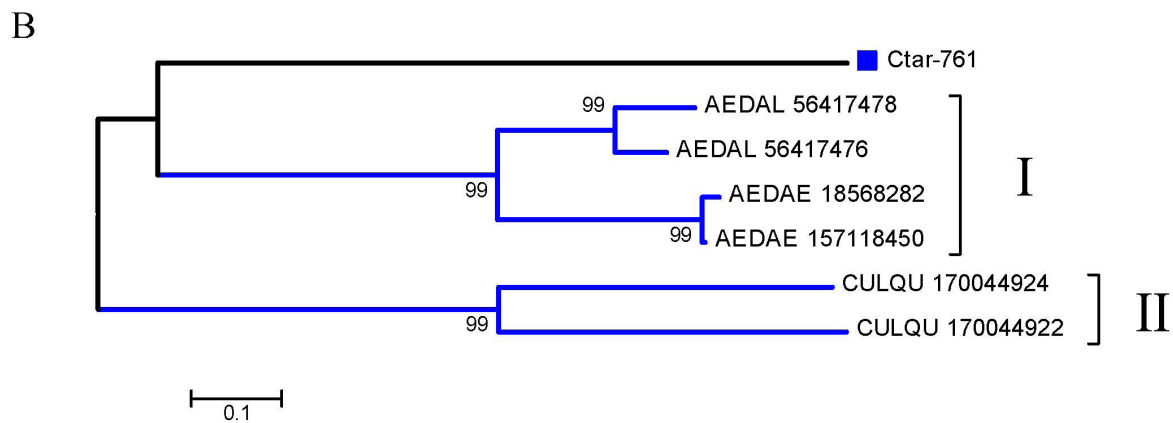 B
Ctar-761
99
AEDAL 56417478
AEDAL 56417476
99
AEDAE 18568282
99
AEDAE 157118450
I
CULQU 170044924
99
CULQU 170044922
II
0.1